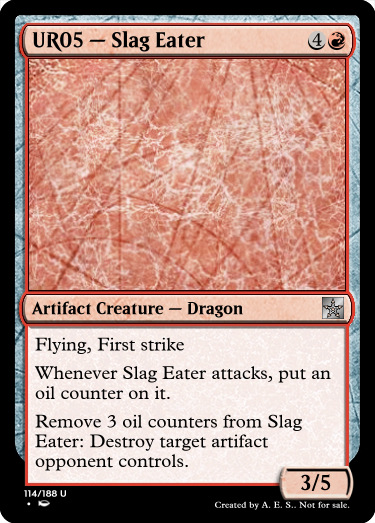 UR05 — Slag Eater 4
Artifact Creature — Dragon
Flying, First strike
Whenever Slag Eater attacks, put an
oil counter on it.
Remove 3 oil counters from Slag
Eater: Destroy target artifact
opponent controls.
3/5
114/188 U
Created by A. E. S.. Not for sale.